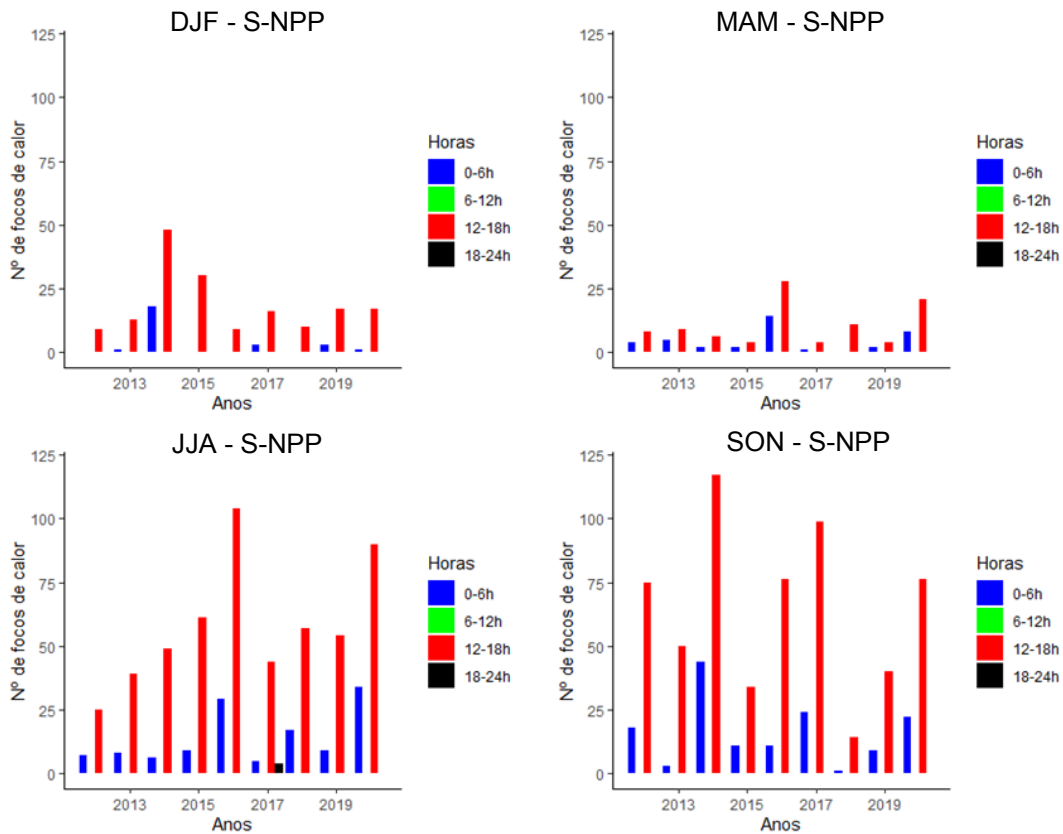 DJF - S-NPP
125
100
75
50
25
0
Nº de focos de calor
2013 2015 2017 2019
Anos
Horas
0-6h
6-12h
12-18h
18-24h
MAM - S-NPP
125
100
75
50
25
0
Nº de focos de calor
2013 2015 2017 2019
Anos
Horas
0-6h
6-12h
12-18h
18-24h
JJA - S-NPP
125
100
75
50
25
0
Nº de focos de calor
2013 2015 2017 2019
Anos
Horas
0-6h
6-12h
12-18h
18-24h
SON - S-NPP
125
100
75
50
25
0
Nº de focos de calor
2013 2015 2017 2019
Anos
Horas
0-6h
6-12h
12-18h
18-24h